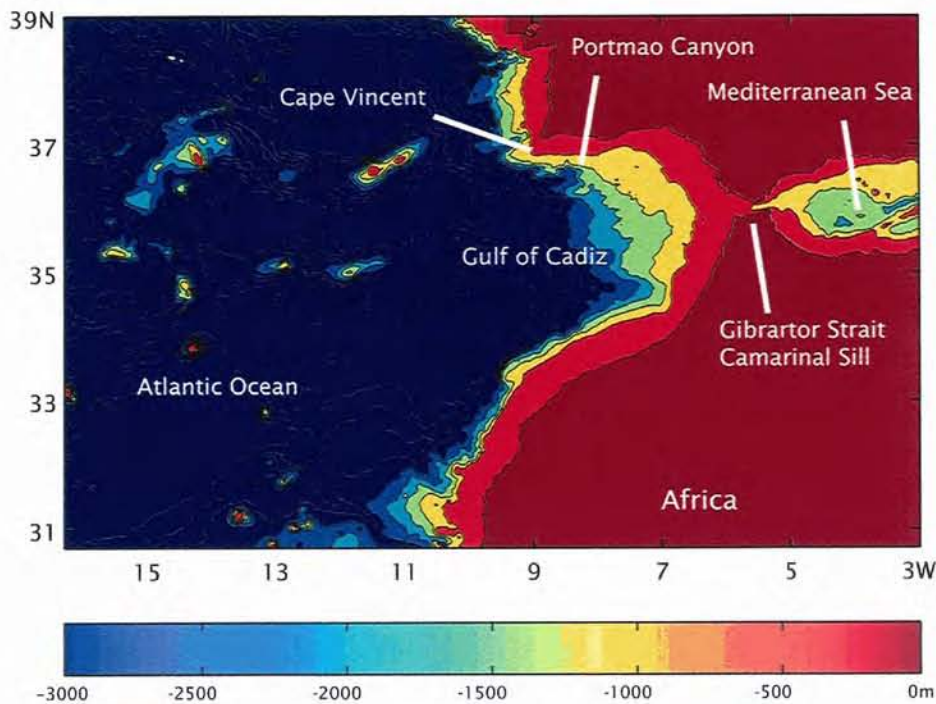 39N
Portmao Canyon
Cape Vincent
Mediterranean Sea
37
Gulf of Cadiz
35
Gibrartor Strait
Camarinal Sill
Atlantic Ocean
33
Africa
31
15 13 11 9 7 5 3W
-3000 -2500 -2000 -1500 -1000 -500 0m